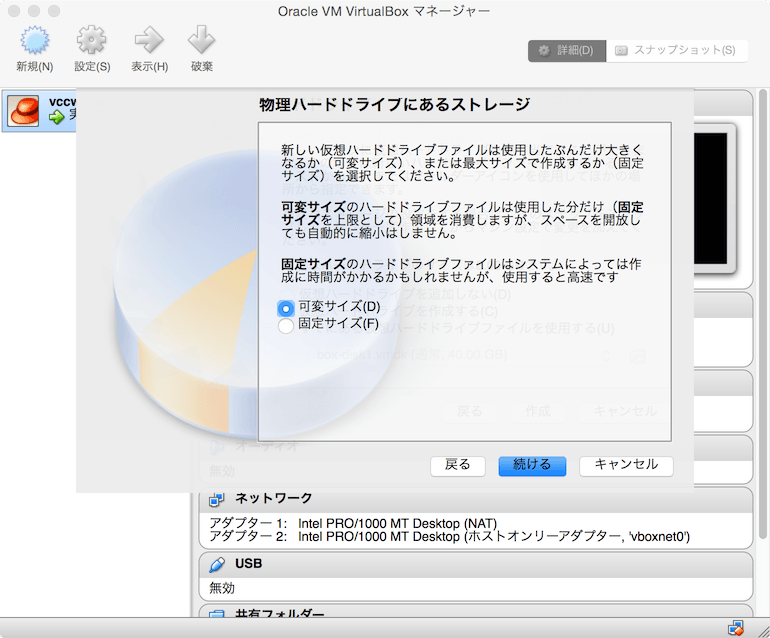 Oracle VM VirtualBox マネージャー
新規(N)
設定(S)
表示(H)
破棄
詳細(D)
スナップショット(S)
vccw
物理ハードドライブにあるストレージ
新しい仮想ハードドライブファイルは使用したぶんだけ大きく
なるか（可変サイズ）、または最大サイズで作成するか（固定
サイズ）を選択してください。
可変サイズのハードドライブファイルは使用した分だけ（固定
サイズを上限として）領域を消費しますが、スペースを開放し
ても自動的に縮小はしません。
固定サイズのハードドライブファイルはシステムによっては作
成に時間がかかるかもしれませんが、使用すると高速です
可変サイズ(D)
固定サイズ(F)
戻る
作成
キャンセル
オーディオ
無効
戻る
続ける
キャンセル
ネットワーク
アダプター 1: Intel PRO/1000 MT Desktop (NAT)
アダプター 2: Intel PRO/1000 MT Desktop (ホストオンリーアダプター, 'vboxnet0')
USB
無効
共有フォルダー